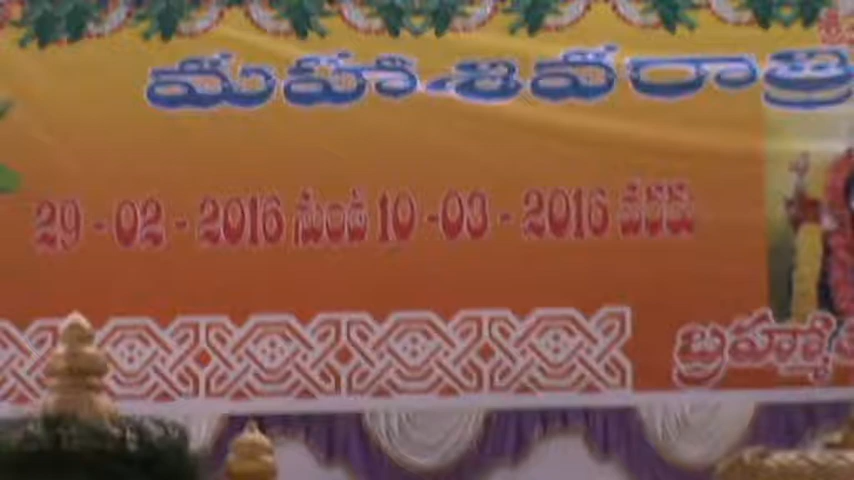 మహాశివరాత్రి
29 - 02 - 2016 నుండి 10 - 03 - 2016 వరకు